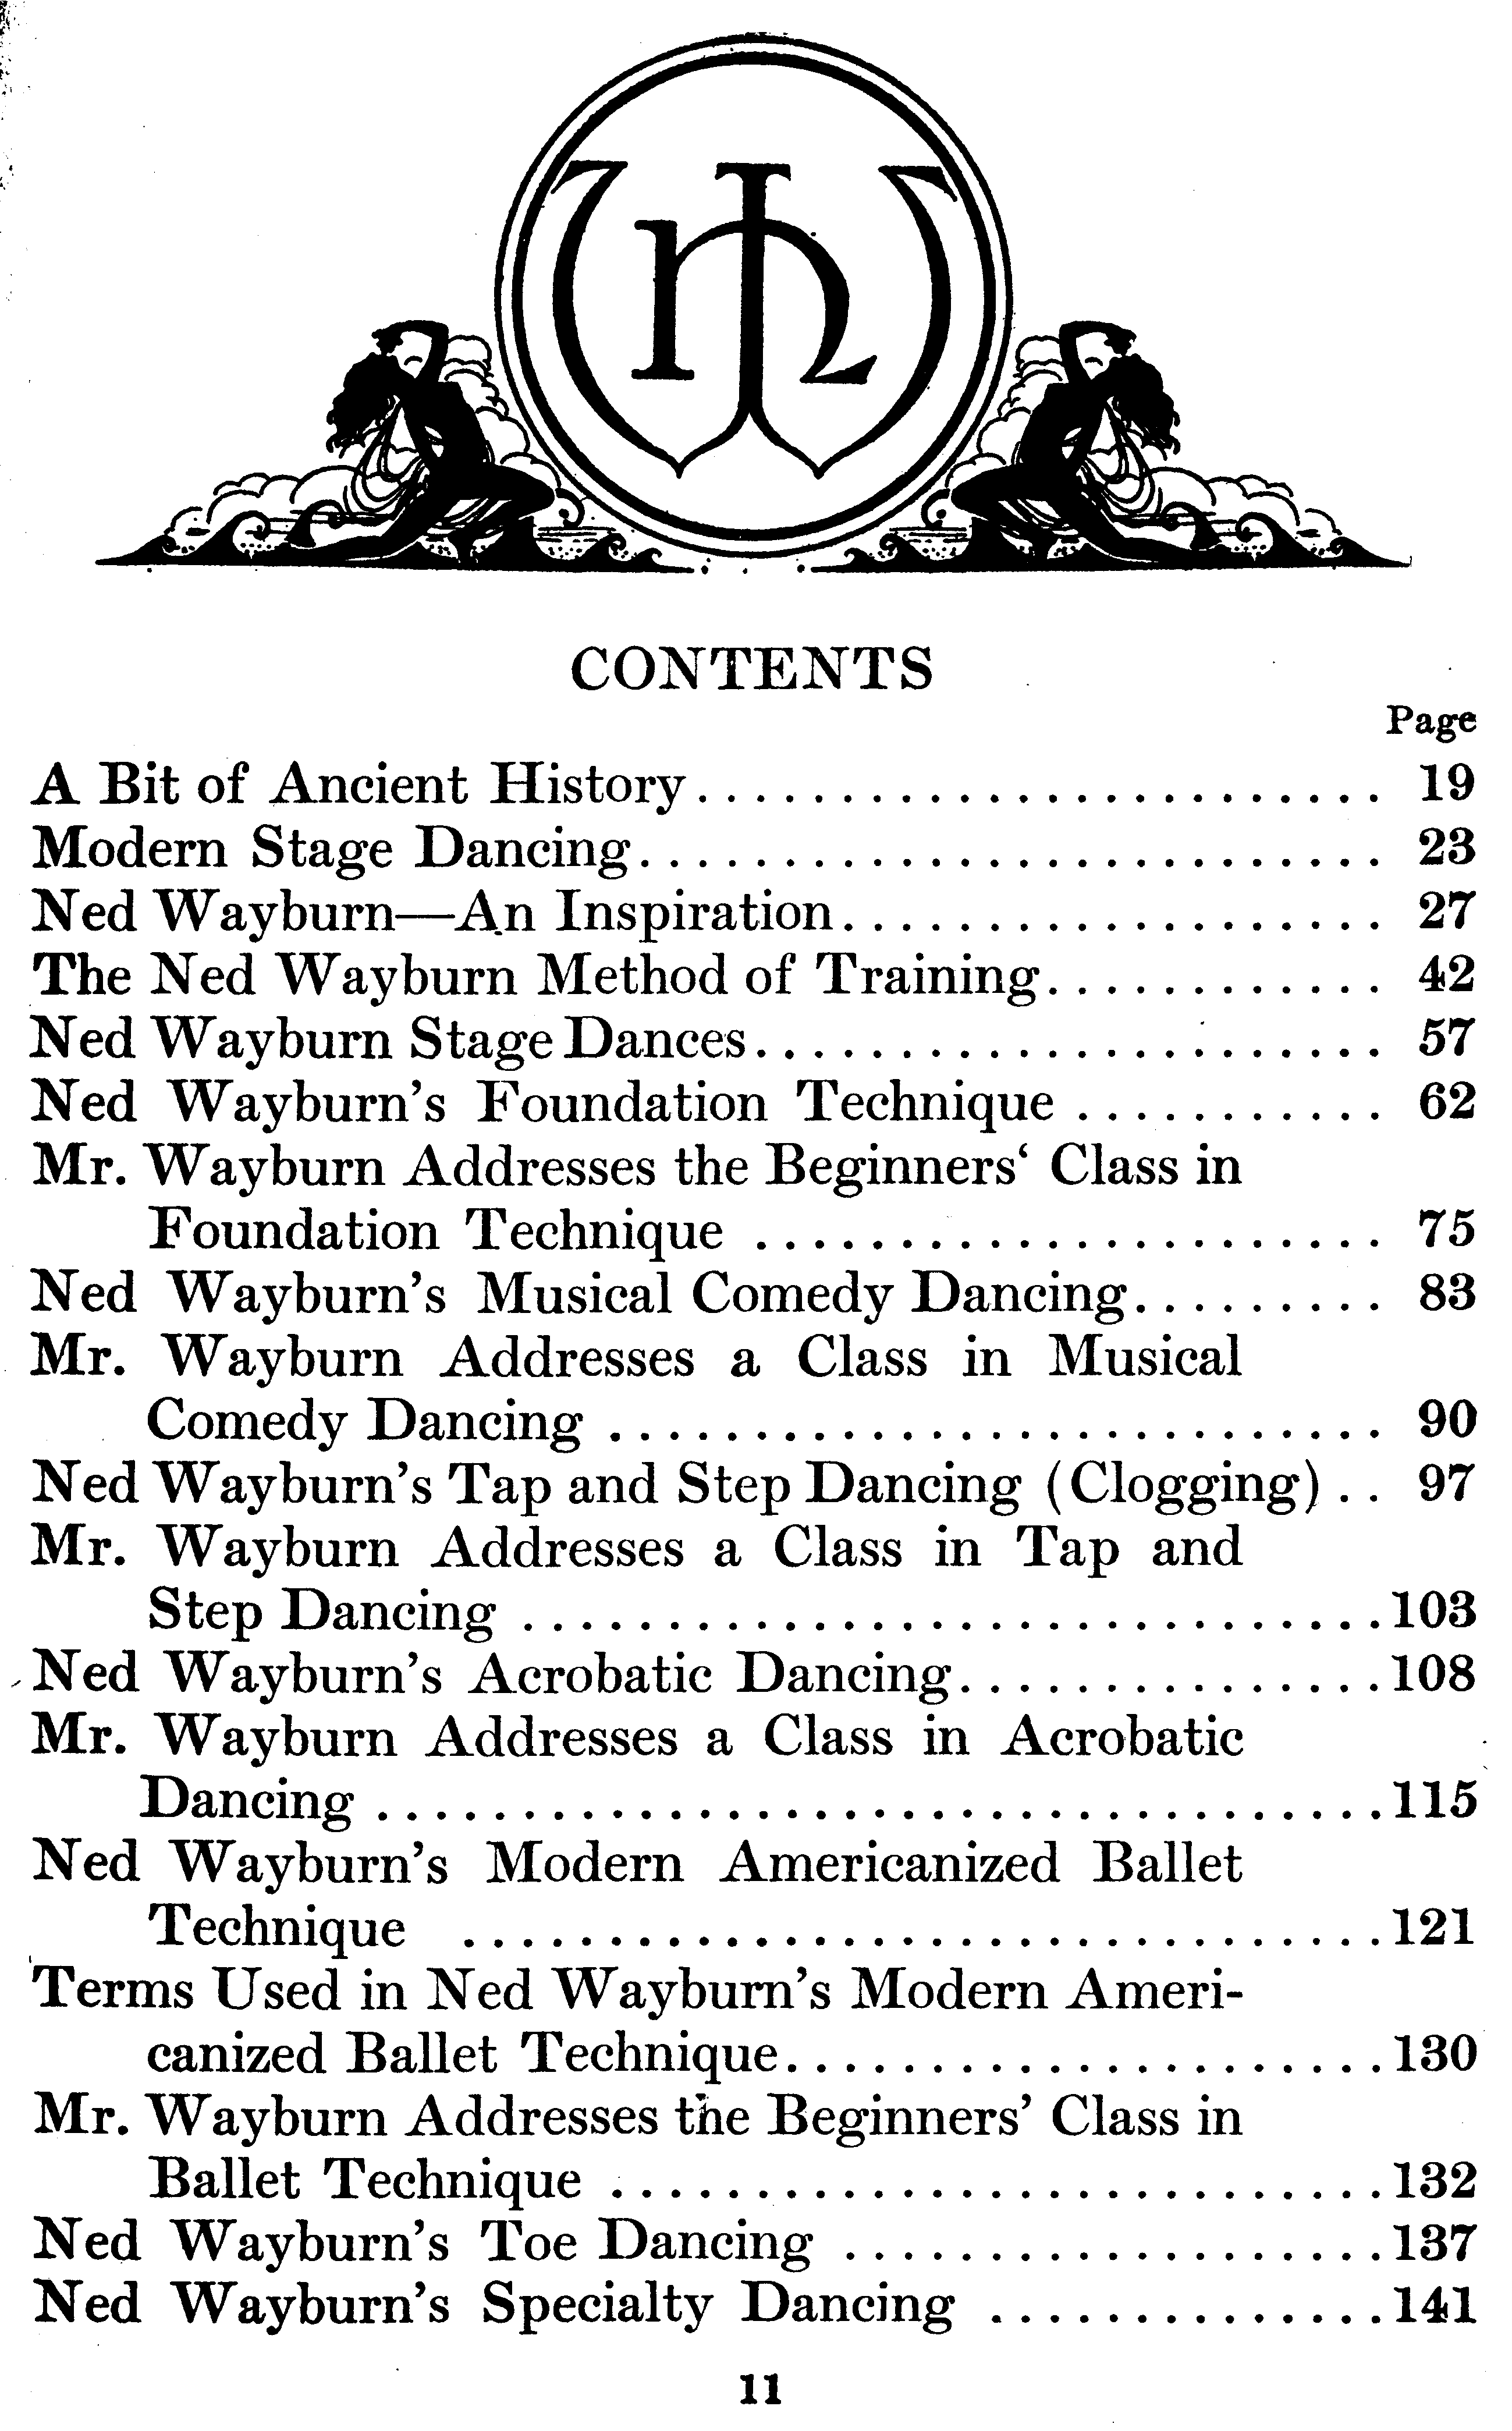 NW
CONTENTS
Page
A Bit of Ancient History.......................... 19
Modern Stage Dancing.......................... 23
Ned Wayburn—An Inspiration................... 27
The Ned Wayburn Method of Training............ 42
Ned Wayburn Stage Dances...................... 57
Ned Wayburn's Foundation Technique ........... 62
Mr. Wayburn Addresses the Beginners‘ Class in
Foundation Technique ...................... 75
Ned Wayburn's Musical Comedy Dancing......... 83
Mr. Wayburn Addresses a Class in Musical
Comedy Dancing ........................... 90
Ned Wayburn's Tap and Step Dancing (Clogging) .. 97
Mr. Wayburn Addresses a Class in Tap and
Step Dancing ..............................103
Ned Wayburn's Acrobatic Dancing...............108
Mr. Wayburn Addresses a Class in Acrobatic
Dancing ...................................115
Ned Wayburn's Modern Americanized Ballet
Technique ................................121
Terms Used in Ned Wayburn's Modern Ameri-
canized Ballet Technique.....................130
Mr. Wayburn Addresses the Beginners’ Class in
Ballet Technique ...........................132
Ned Wayburn's Toe Dancing ...................137
Ned Wayburn's Specialty Dancing ..............141
11